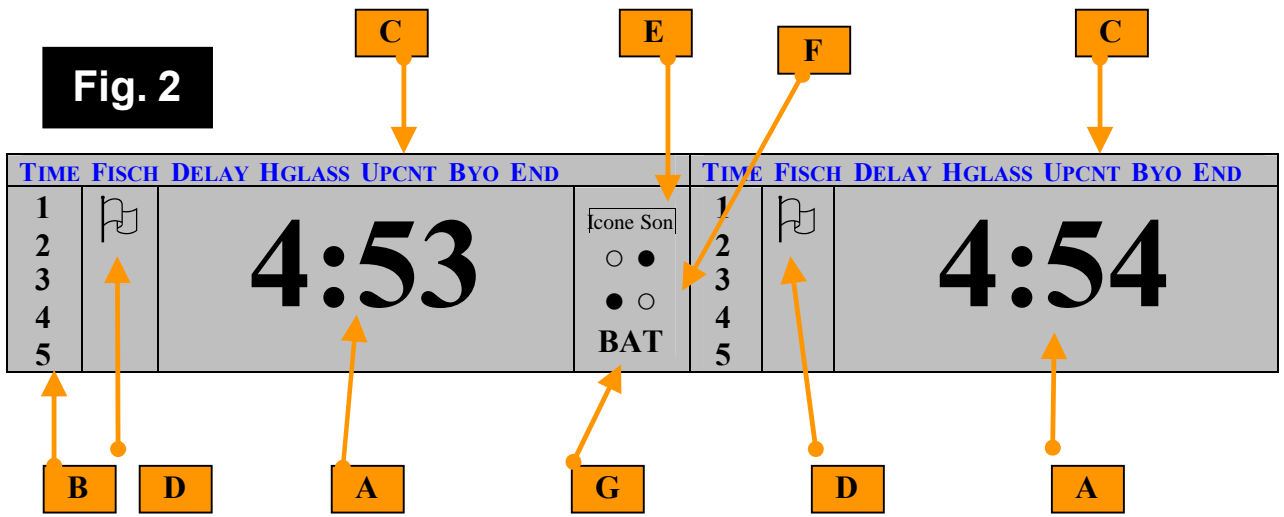 C E C
F
Fig. 2
TIME FISCH DELAY HGLASS UPCNT BYO END TIME FISCH DELAY HGLASS UPCNT BYO END
1 Icone Son 1
2 4:53 2 4:54
3 3
4 4
5 BAT 5
B D A G D A